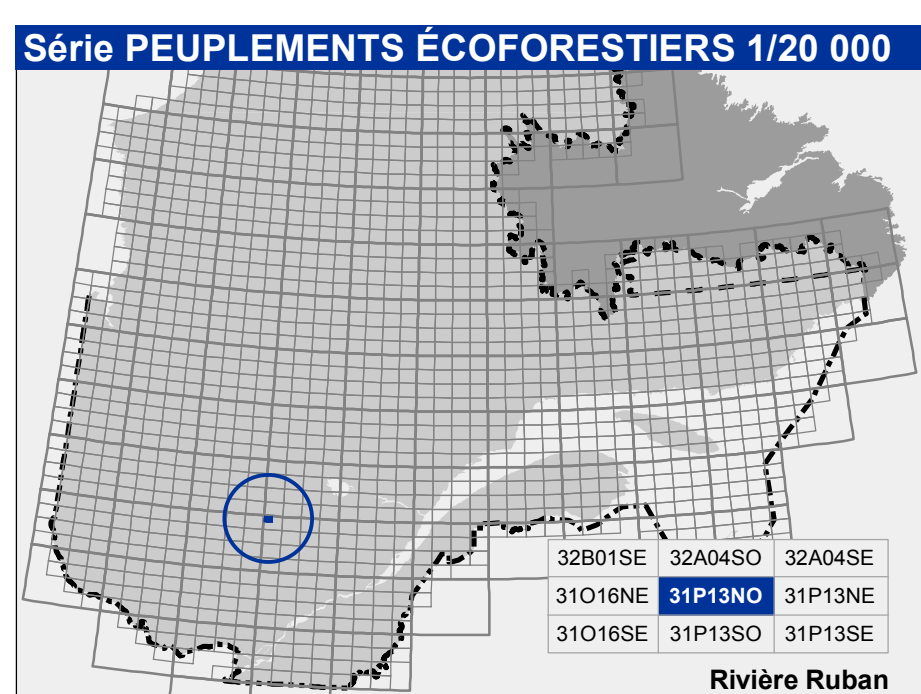 Série PEUPLEMENTS ÉCOFORESTIERS 1/20 000
32B01SE 32A04SO 32A04SE
31O16NE 31P13NO 31P13NE
31O16SE 31P13SO 31P13SE
Rivière Ruban